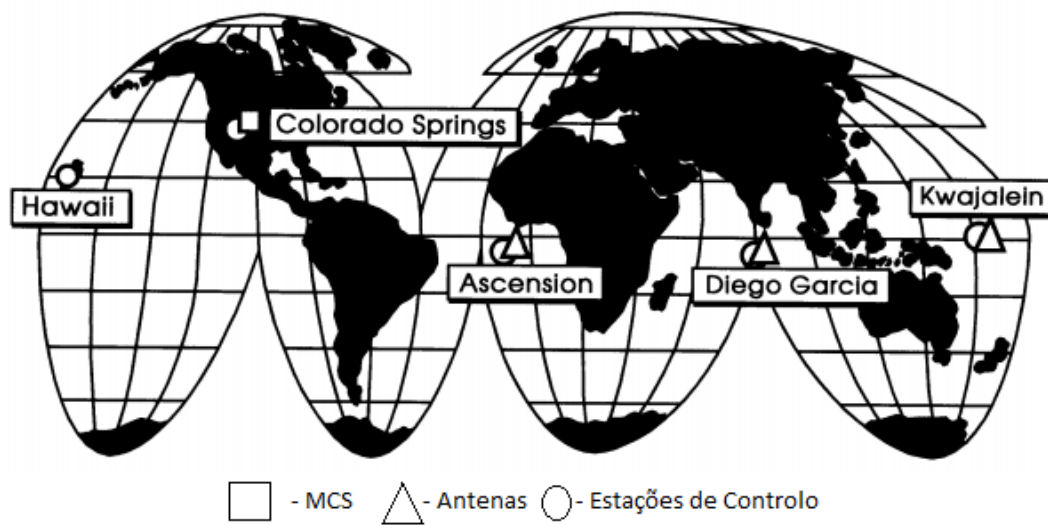 Colorado Springs
Hawaii
Kwajalein
Ascension
Diego Garcia
- MCS - Antenas - Estações de Controlo